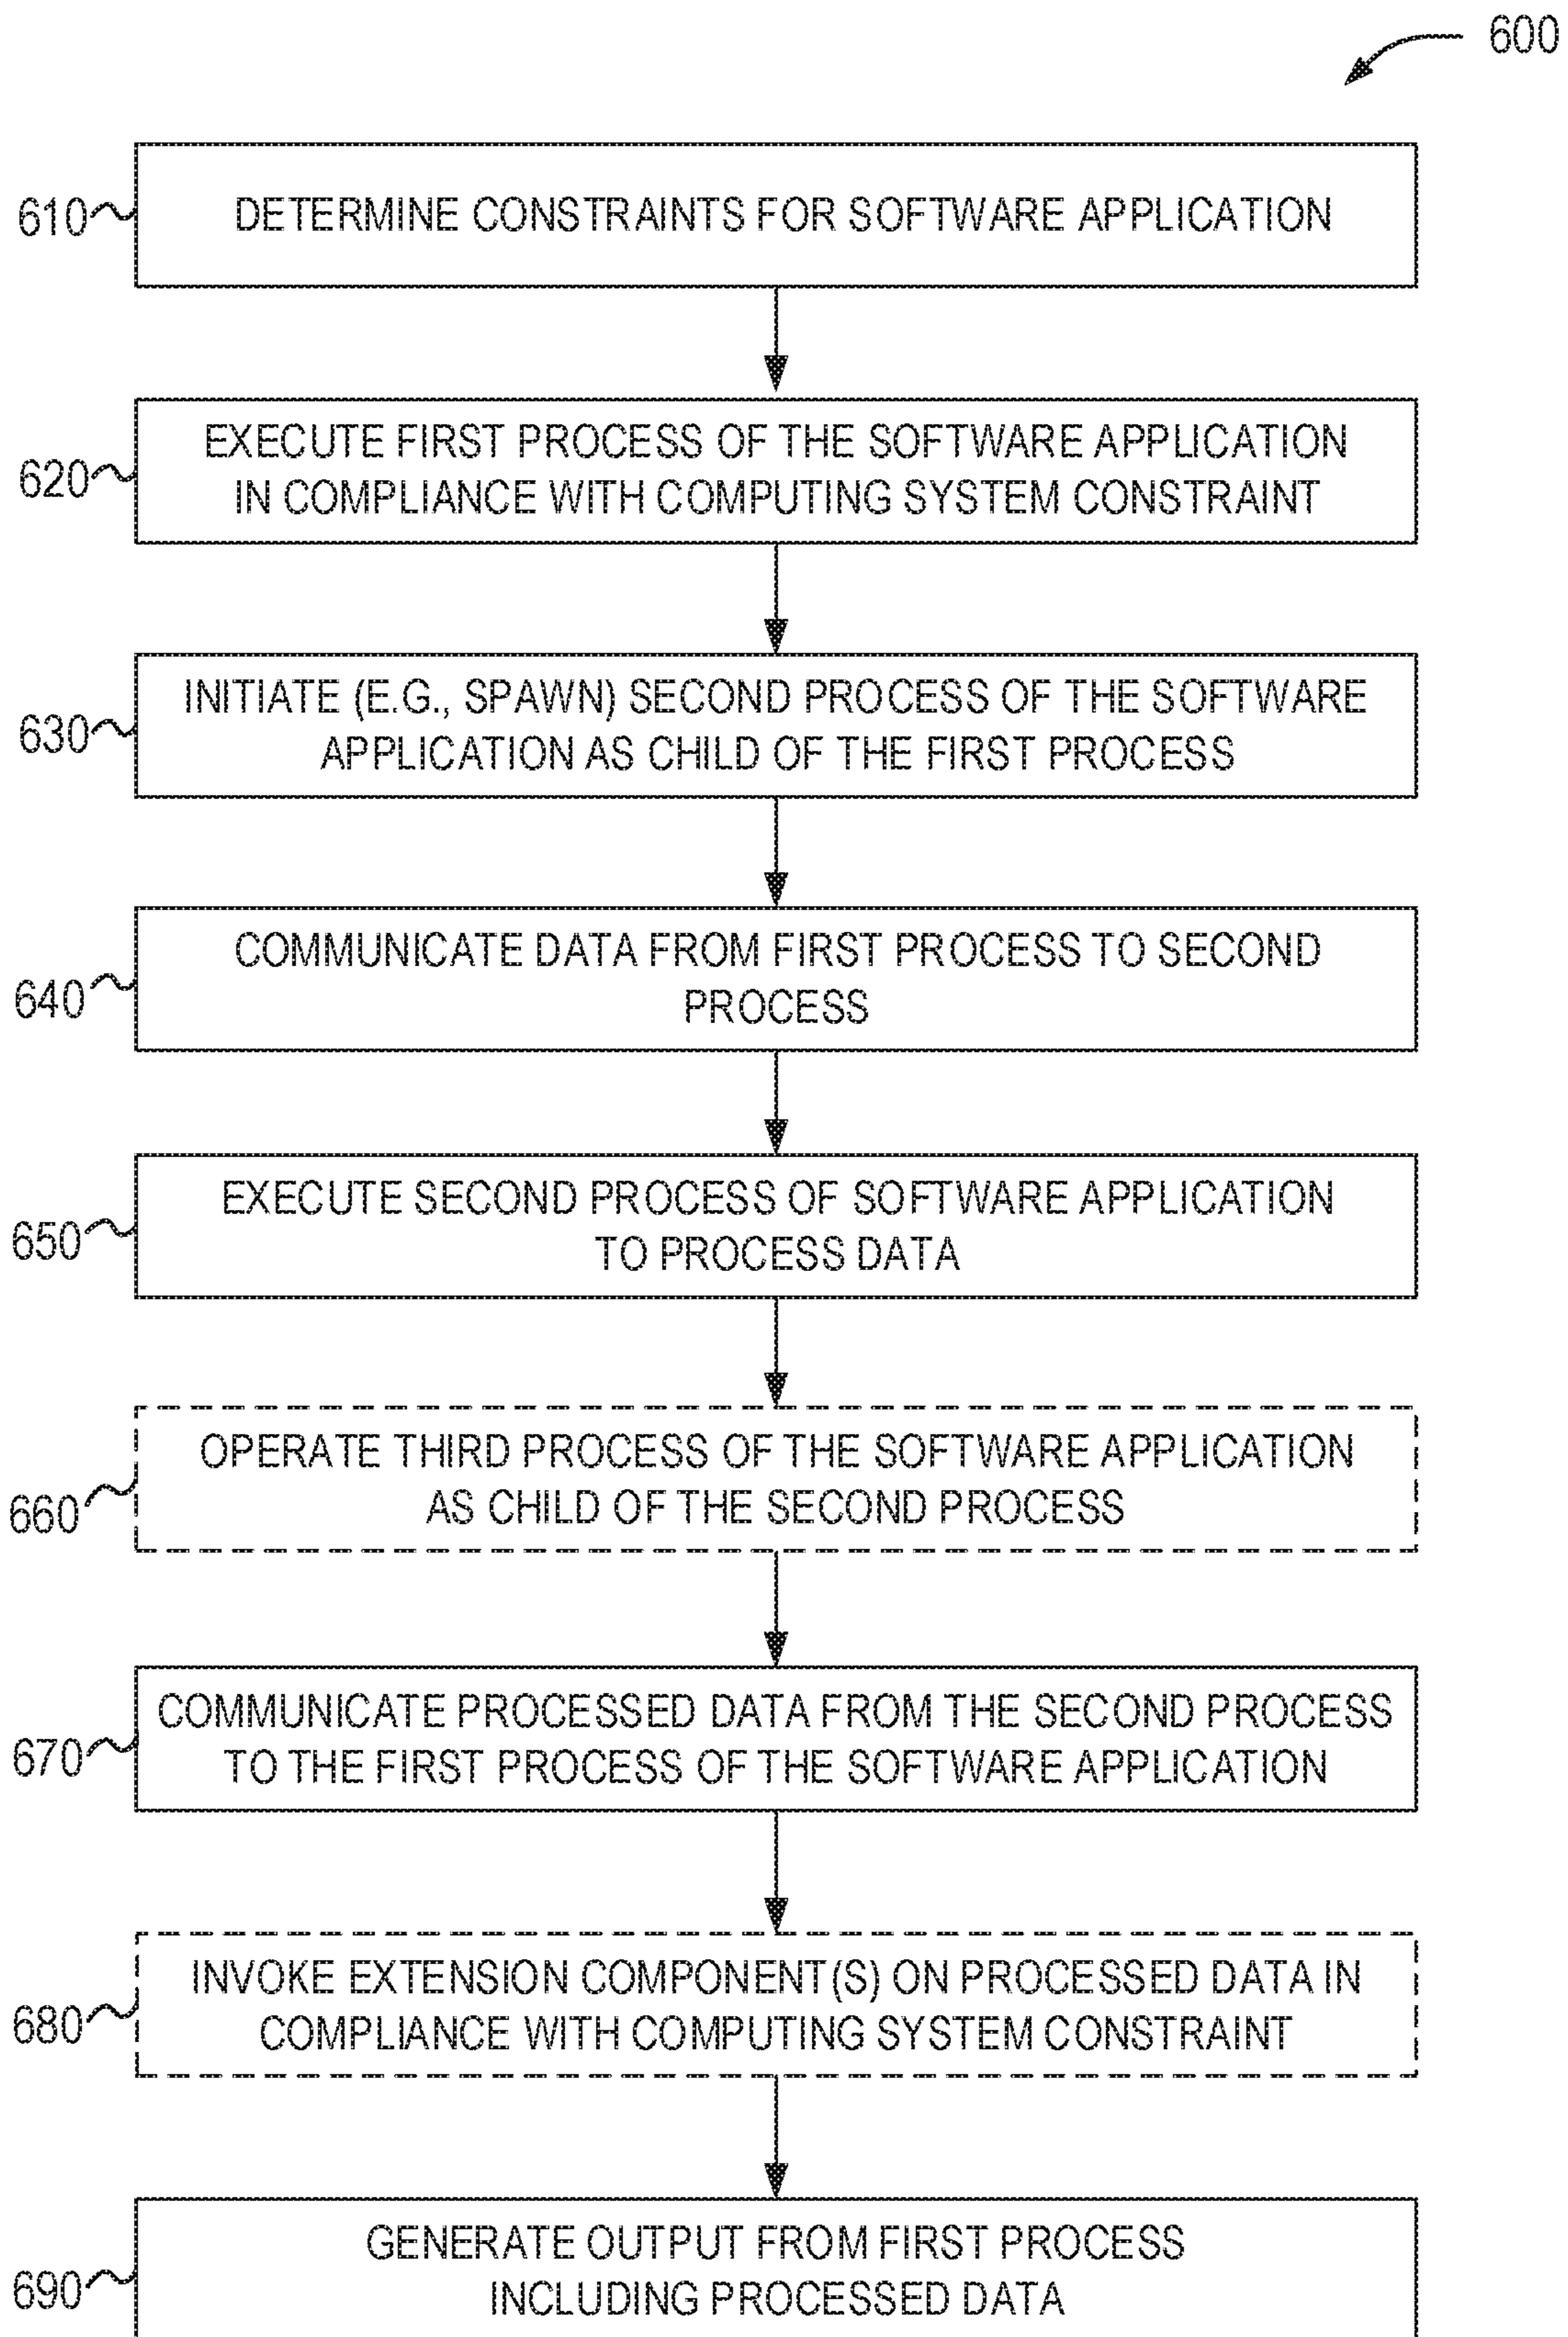 600
610
DETERMINE CONSTRAINTS FOR SOFTWARE APPLICATION
620
EXECUTE FIRST PROCESS OF THE SOFTWARE APPLICATION
IN COMPLIANCE WITH COMPUTING SYSTEM CONSTRAINT
630
INITIATE (E.G., SPAWN) SECOND PROCESS OF THE SOFTWARE
APPLICATION AS CHILD OF THE FIRST PROCESS
640
COMMUNICATE DATA FROM FIRST PROCESS TO SECOND
PROCESS
650
EXECUTE SECOND PROCESS OF SOFTWARE APPLICATION
TO PROCESS DATA
660
OPERATE THIRD PROCESS OF THE SOFTWARE APPLICATION
AS CHILD OF THE SECOND PROCESS
670
COMMUNICATE PROCESSED DATA FROM THE SECOND PROCESS
TO THE FIRST PROCESS OF THE SOFTWARE APPLICATION
680
INVOKE EXTENSION COMPONENT(S) ON PROCESSED DATA IN
COMPLIANCE WITH COMPUTING SYSTEM CONSTRAINT
690
GENERATE OUTPUT FROM FIRST PROCESS
INCLUDING PROCESSED DATA